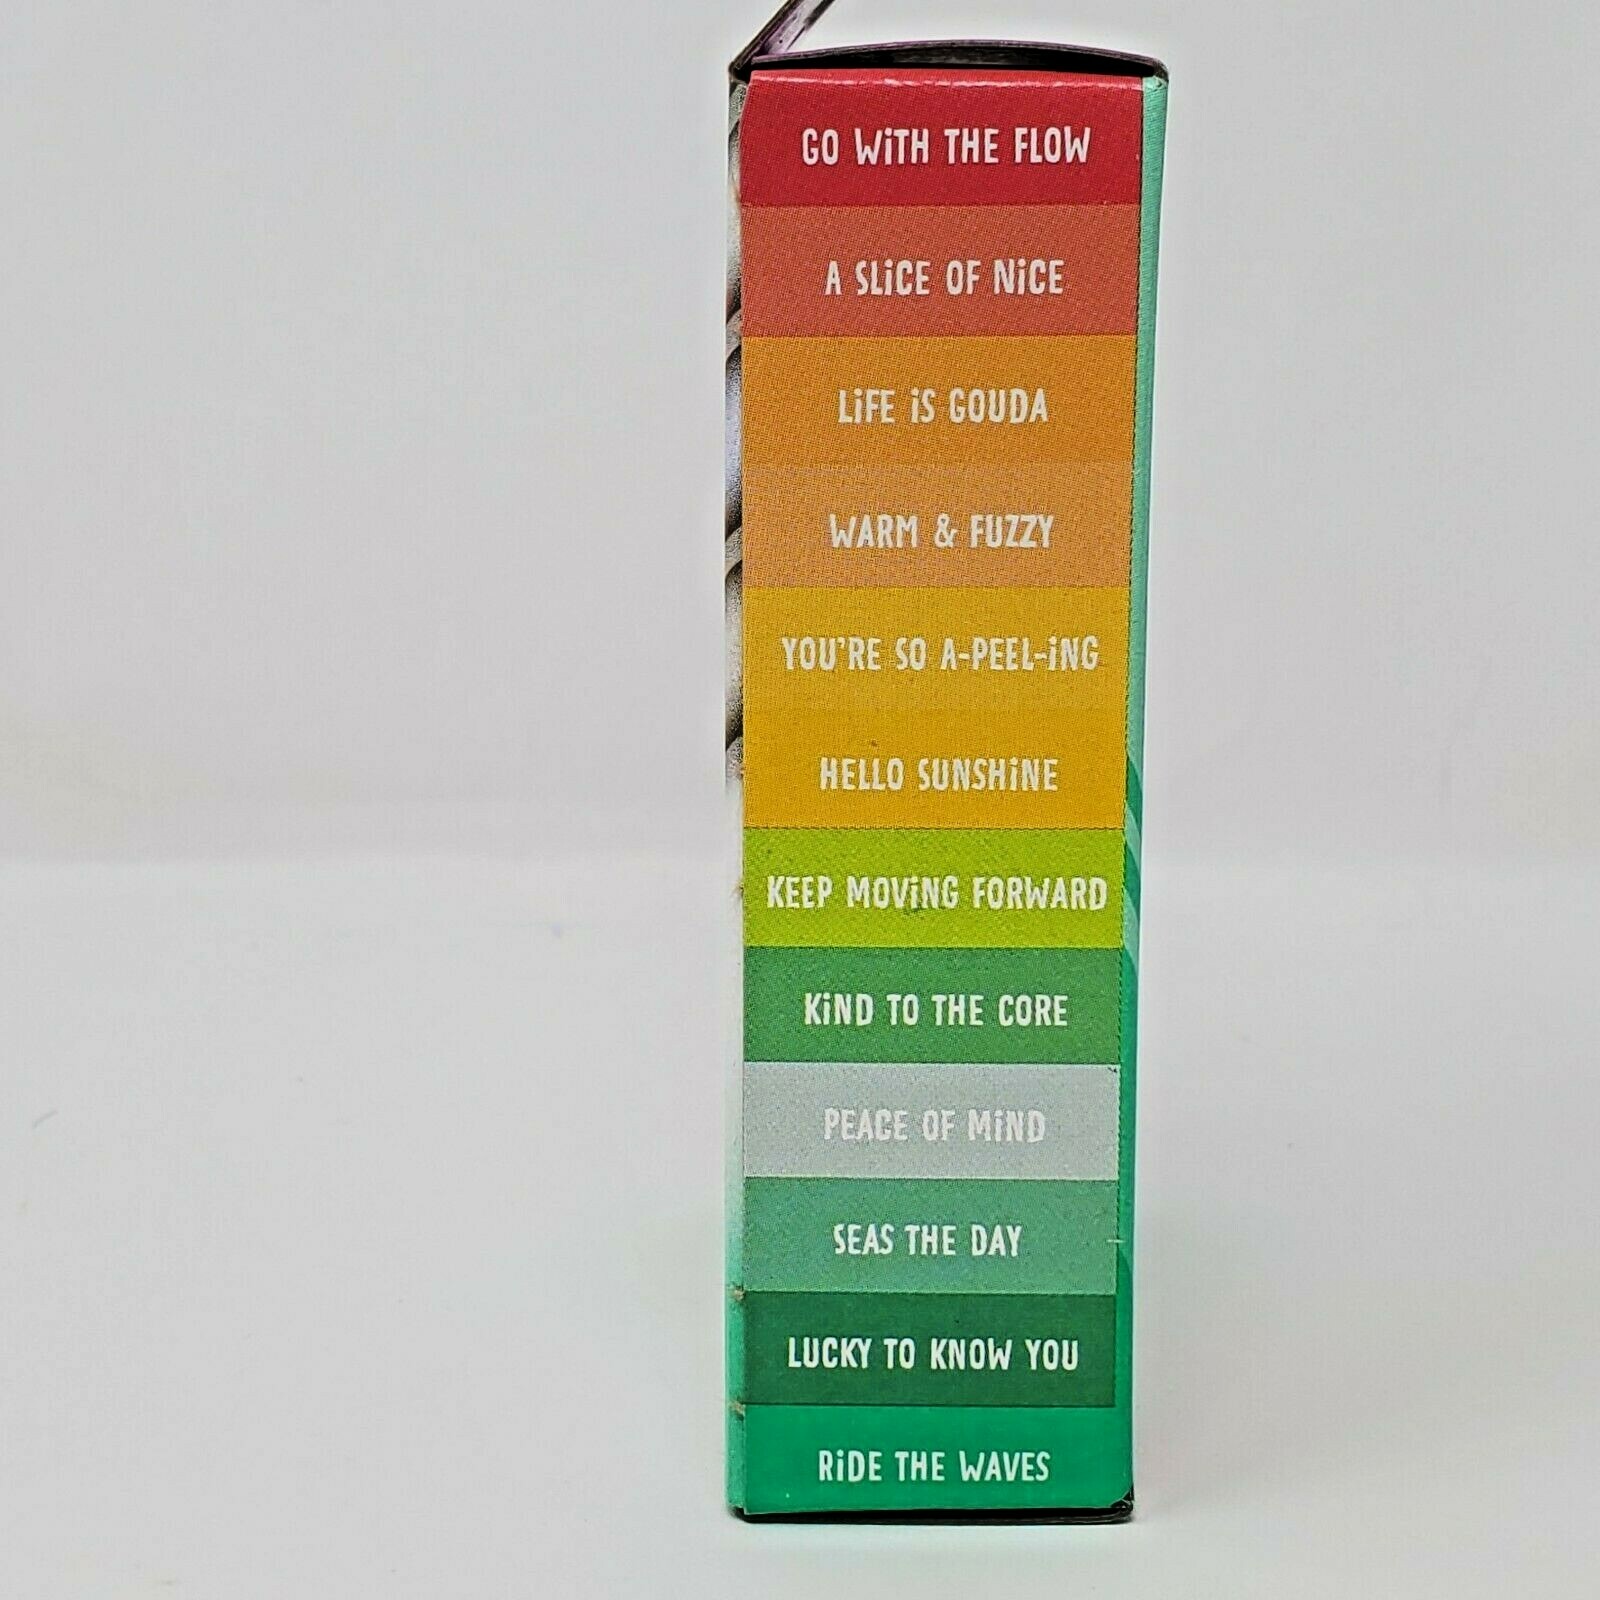 GO WiTH THE FLOW
A SLiCE OF NiCE
LiFE iS GOUDA
WARM & FUZZY
YOU'RE SO A-PEEL-iNG
HELLO SUNSHiNE
KEEP MOViNG FORWARD
KiND TO THE CORE
PEACE OF MiND
SEAS THE DAY
LUCKY TO KNOW YOU
RiDE THE WAVES